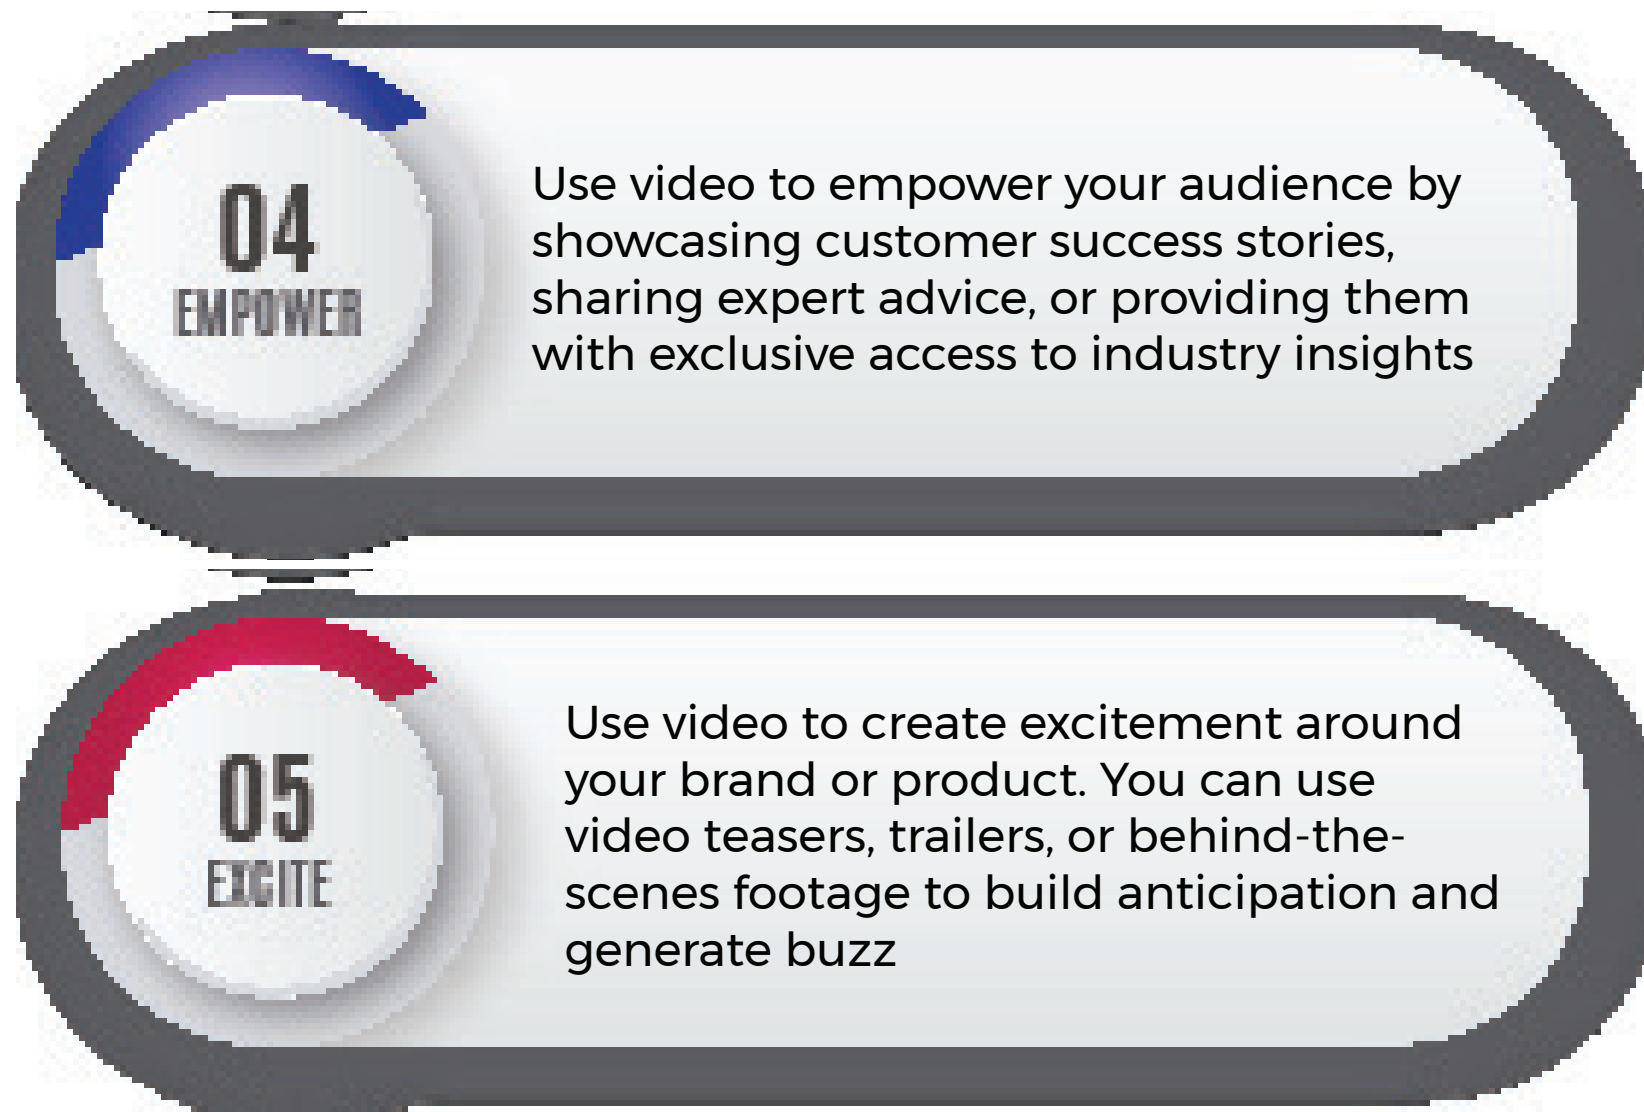 04
EMPOWER
Use video to empower your audience by
showcasing customer success stories,
sharing expert advice, or providing them
with exclusive access to industry insights
05
EXCITE
Use video to create excitement around
your brand or product. You can use
video teasers, trailers, or behind-the-
scenes footage to build anticipation and
generate buzz